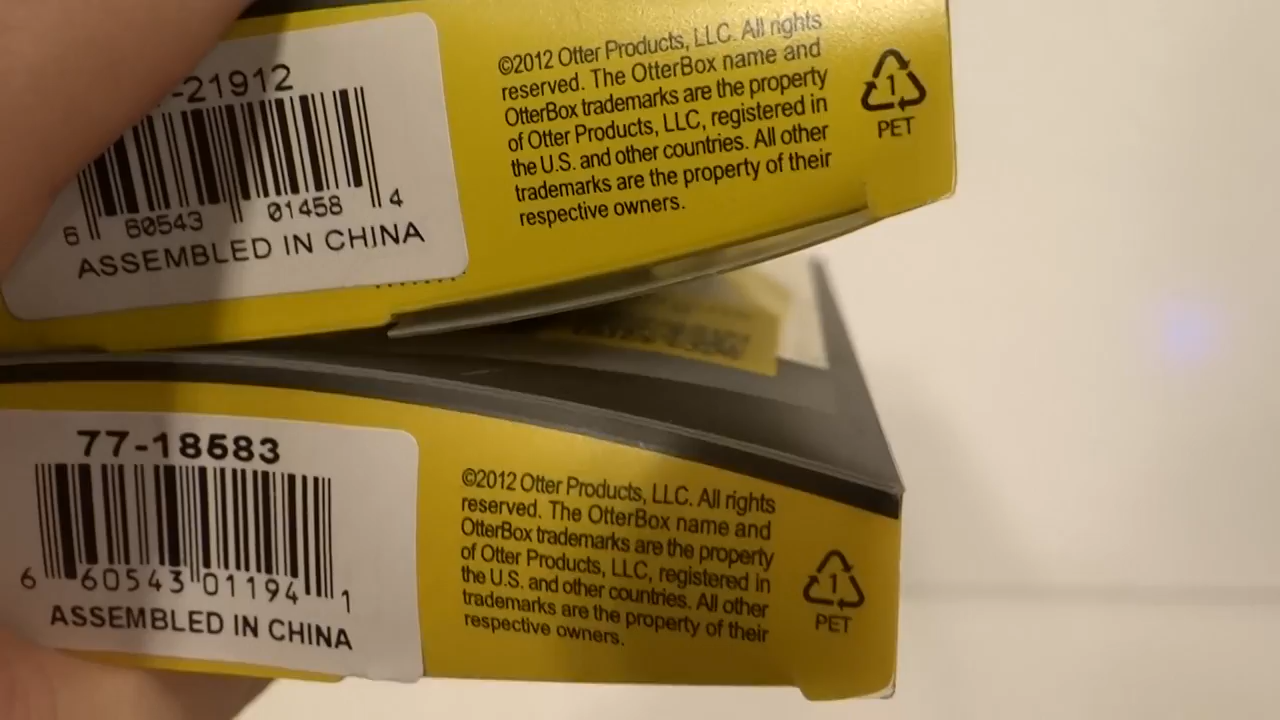 -21912
6 60543 01458 4
ASSEMBLED IN CHINA
©2012 Otter Products, LLC. All rights
reserved. The OtterBox name and
OtterBox trademarks are the property
of Otter Products, LLC, registered in
the U.S. and other countries. All other
trademarks are the property of their
respective owners.
1
PET
77-18583
6 60543 01194 1
ASSEMBLED IN CHINA
©2012 Otter Products, LLC. All rights
reserved. The OtterBox name and
OtterBox trademarks are the property
of Otter Products, LLC, registered in
the U.S. and other countries. All other
trademarks are the property of their
respective owners.
1
PET